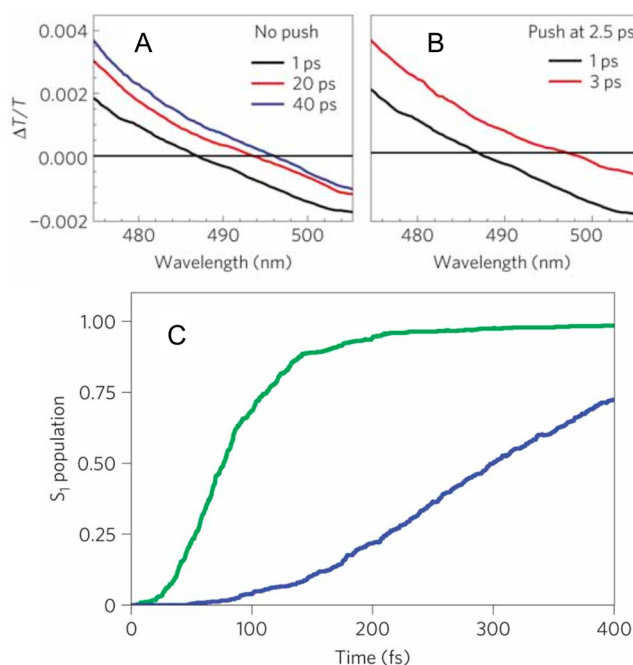 A
No push
1 ps
20 ps
40 ps
0.004
0.002
0.000
−0.002
ΔT/T
480
490
500
Wavelength (nm)
B
Push at 2.5 ps
1 ps
3 ps
480
490
500
Wavelength (nm)
C
1.00
0.75
0.50
0.25
0
S₁ population
0
100
200
300
400
Time (fs)